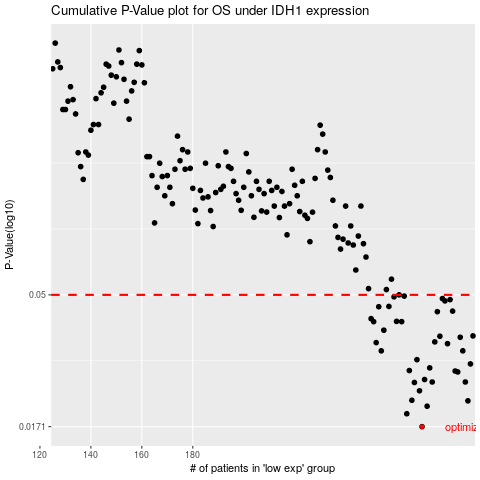 Cumulative P-Value plot for OS under IDH1 expression
P-Value(log10)
0.05
0.0171
optimiz
120 140 160 180
# of patients in 'low exp' group